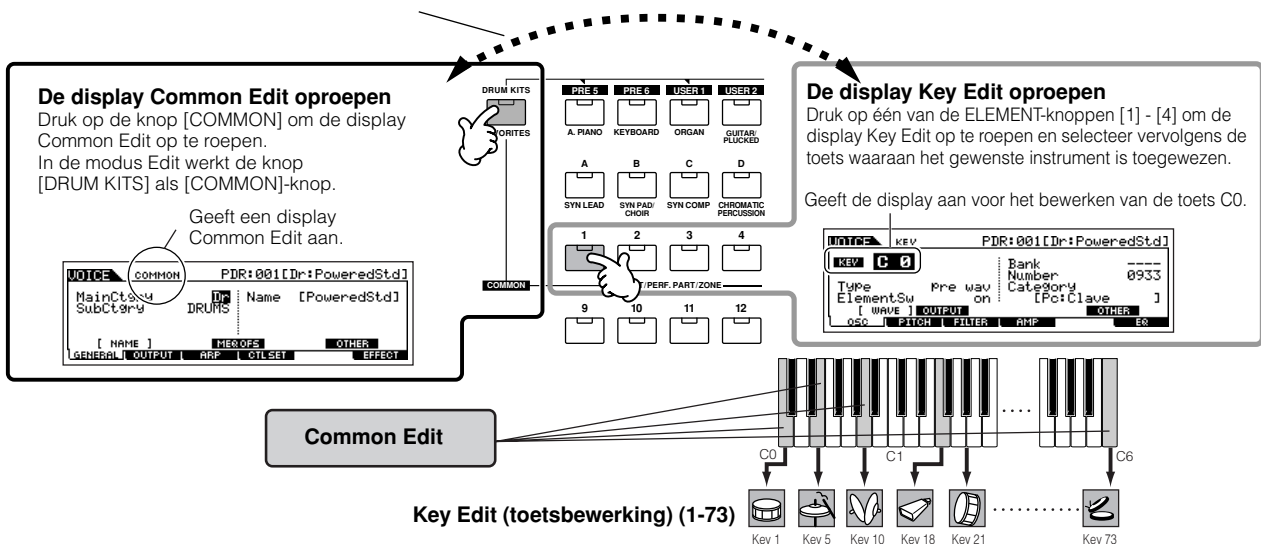 De display Common Edit oproepen
Druk op de knop [COMMON] om de display
Common Edit op te roepen.
In de modus Edit werkt de knop
[DRUM KITS] als [COMMON]-knop.
Geeft een display
Common Edit aan.
VOICE COMMON PDR:001[Dr:PoweredStd]
MainCtgry Dr Name [PoweredStd]
SubCtgry DRUMS
[ NAME ] MEQOFS OTHER
GENERAL OUTPUT ARP CTLSET EFFECT
DRUM KITS PRE 5 PRE 6 USER 1 USER 2
ORITES A. PIANO KEYBOARD ORGAN GUITAR/
PLUCKED
A B C D
SYN LEAD SYN PAD/
CHOIR SYN COMP CHROMATIC
PERCUSSION
1 2 3 4
COMMON T/PERF. PART/ZONE
9 10 11 12
De display Key Edit oproepen
Druk op één van de ELEMENT-knoppen [1] - [4] om de
display Key Edit op te roepen en selecteer vervolgens de
toets waaraan het gewenste instrument is toegewezen.
Geeft de display aan voor het bewerken van de toets C0.
VOICE KEY PDR:001[Dr:PoweredStd]
KEY C 0 Bank ----
Number 0933
Type Pre wav Category
ElementSw on [Pc:Clave ]
[ WAVE ] OUTPUT OTHER
OSC PITCH FILTER AMP EQ
Common Edit
C0 C1 C6
Key Edit (toetsbewerking) (1-73)
Key 1 Key 5 Key 10 Key 18 Key 21 Key 73